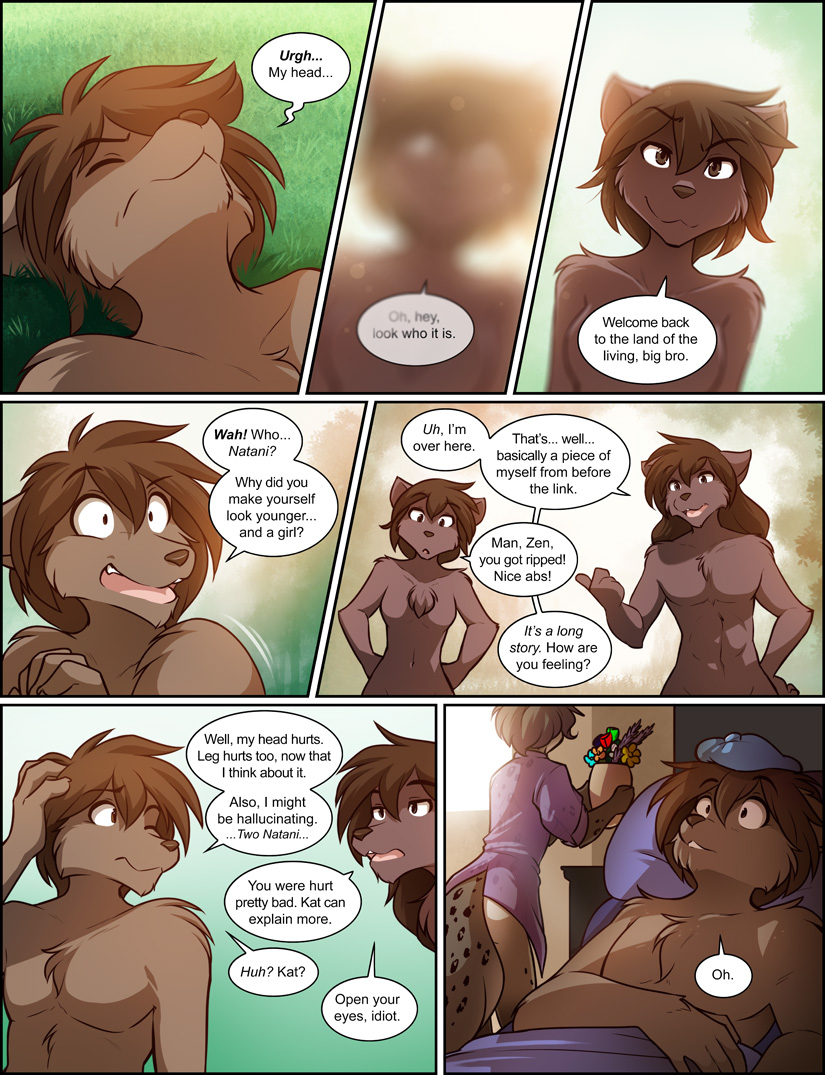 Urgh...
My head...
Oh, hey,
look who it is.
Welcome back
to the land of the
living, big bro.
Wah! Who...
Natani?
Why did you
make yourself
look younger...
and a girl?
Uh, I'm
over here.
That's... well...
basically a piece of
myself from before
the link.
Man, Zen,
you got ripped!
Nice abs!
It's a long
story. How are
you feeling?
Well, my head hurts.
Leg hurts too, now that
I think about it.
Also, I might
be hallucinating.
...Two Natani...
You were hurt
pretty bad. Kat can
explain more.
Huh? Kat?
Open your
eyes, idiot.
Oh.